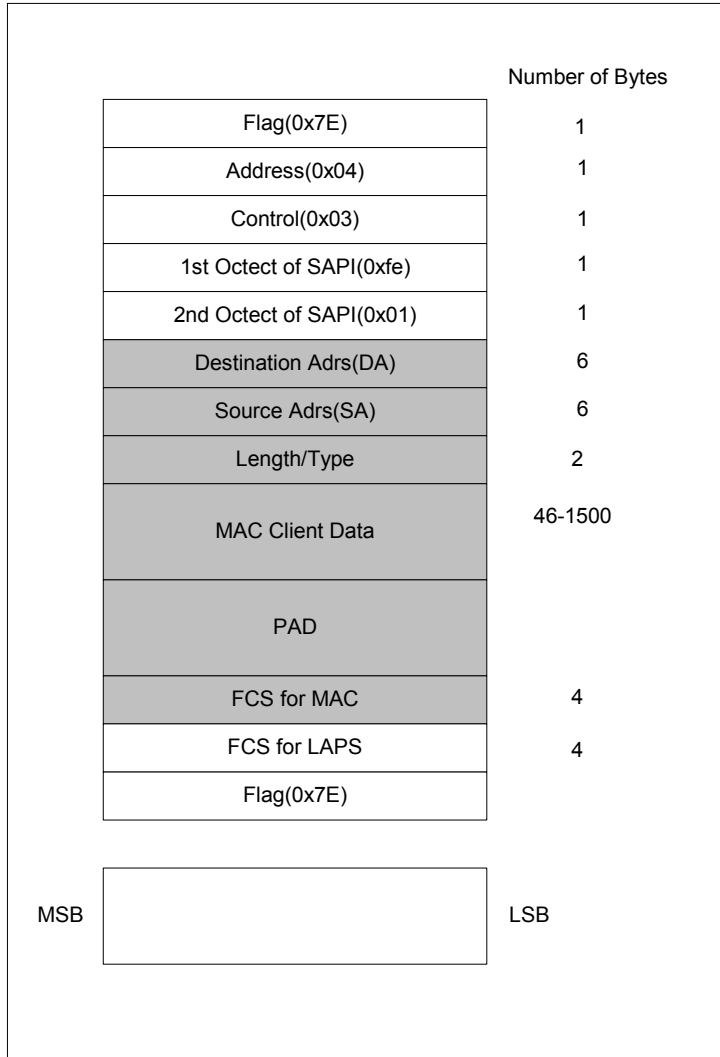 Number of Bytes
Flag(0x7E) 1
Address(0x04) 1
Control(0x03) 1
1st Octect of SAPI(0xfe) 1
2nd Octect of SAPI(0x01) 1
Destination Adrs(DA) 6
Source Adrs(SA) 6
Length/Type 2
MAC Client Data 46-1500
PAD
FCS for MAC 4
FCS for LAPS 4
Flag(0x7E)
MSB LSB